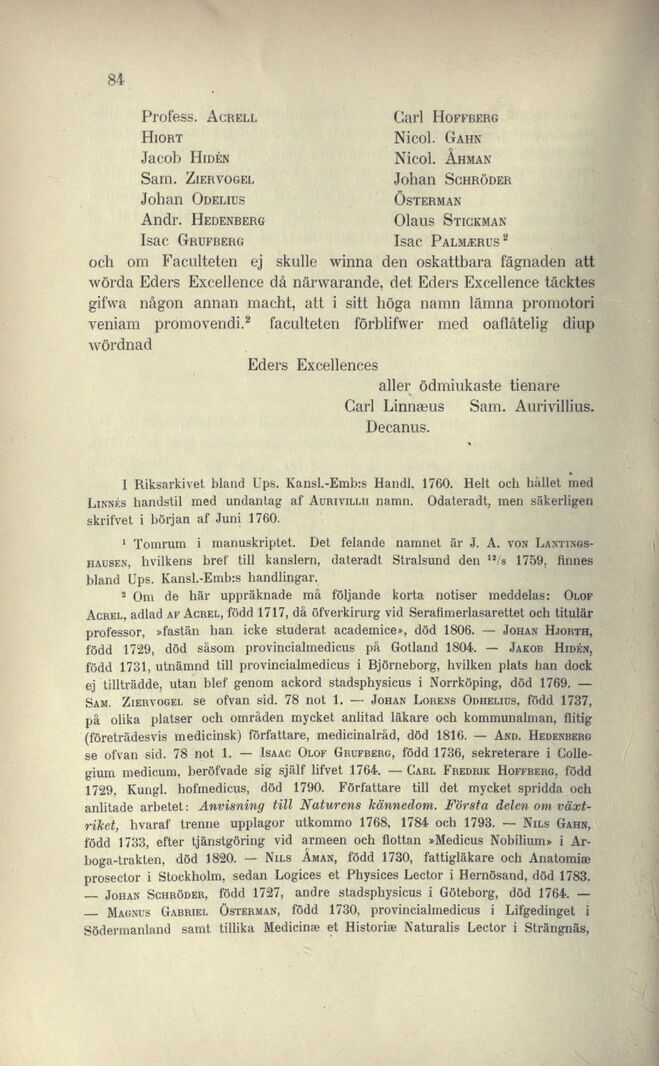 84
Profess. ACRELL
HIORT
Jacob HIDÉN
Sam. ZIERVOGEL
Johan ODELIUS
Andr. HEDENBERG
Isac GRUFBERG
Carl HOFFBERG
Nicol. GAHN
Nicol. ÅHMAN
Johan SCHRÖDER
ÖSTERMAN
Olaus STICKMAN
Isac PALMÆRUS ²
och om Faculteten ej skulle winna den oskattbara fägnaden att
wörda Eders Excellence då närwarande, det Eders Excellence täcktes
gifwa någon annan macht, att i sitt höga namn lämna promotori
veniam promovendi.² faculteten förblifwer med oaflåtelig diup
wördnad
Eders Excellences
aller ödmiukaste tienare
Carl Linnæus Sam. Aurivillius.
Decanus.
I Riksarkivet bland Ups. Kansl.-Emb:s Handl. 1760. Helt och hållet med
LINNÉS handstil med undantag af AURIVILLII namn. Odateradt, men säkerligen
skrifvet i början af Juni 1760.
¹ Tomrum i manuskriptet. Det felande namnet är J. A. VON LANTINGS-
HAUSEN, hvilkens bref till kanslern, dateradt Stralsund den ¹²/₈ 1759, finnes
bland Ups. Kansl.-Emb:s handlingar.
² Om de här uppräknade må följande korta notiser meddelas: OLOF
ACREL, adlad AF ACREL, född 1717, då öfverkirurg vid Serafimerlasarettet och titulär
professor, »fastän han icke studerat academice», död 1806. — JOHAN HJORTH,
född 1729, död såsom provincialmedicus på Gotland 1804. — JAKOB HIDÉN,
född 1731, utnämnd till provincialmedicus i Björneborg, hvilken plats han dock
ej tillträdde, utan blef genom ackord stadsphysicus i Norrköping, död 1769. —
SAM. ZIERVOGEL se ofvan sid. 78 not 1. — JOHAN LORENS ODHELIUS, född 1737,
på olika platser och områden mycket anlitad läkare och kommunalman, flitig
(företrädesvis medicinsk) författare, medicinalråd, död 1816. — AND. HEDENBERG
se ofvan sid. 78 not 1. — ISAAC OLOF GRUFBERG, född 1736, sekreterare i Colle-
gium medicum, beröfvade sig själf lifvet 1764. — CARL FREDRIK HOFFBERG, född
1729, Kungl. hofmedicus, död 1790. Författare till det mycket spridda och
anlitade arbetet: Anvisning till Naturens kännedom. Första delen om växt-
riket, hvaraf trenne upplagor utkommo 1768, 1784 och 1793. — NILS GAHN,
född 1733, efter tjänstgöring vid armeen och flottan »Medicus Nobilium» i Ar-
boga-trakten, död 1820. — NILS ÅMAN, född 1730, fattigläkare och Anatomiæ
prosector i Stockholm, sedan Logices et Physices Lector i Hernösand, död 1783.
— JOHAN SCHRÖDER, född 1727, andre stadsphysicus i Göteborg, död 1764. —
— MAGNUS GABRIEL ÖSTERMAN, född 1730, provincialmedicus i Lifgedinget i
Södermanland samt tillika Medicinæ et Historiæ Naturalis Lector i Strängnäs,